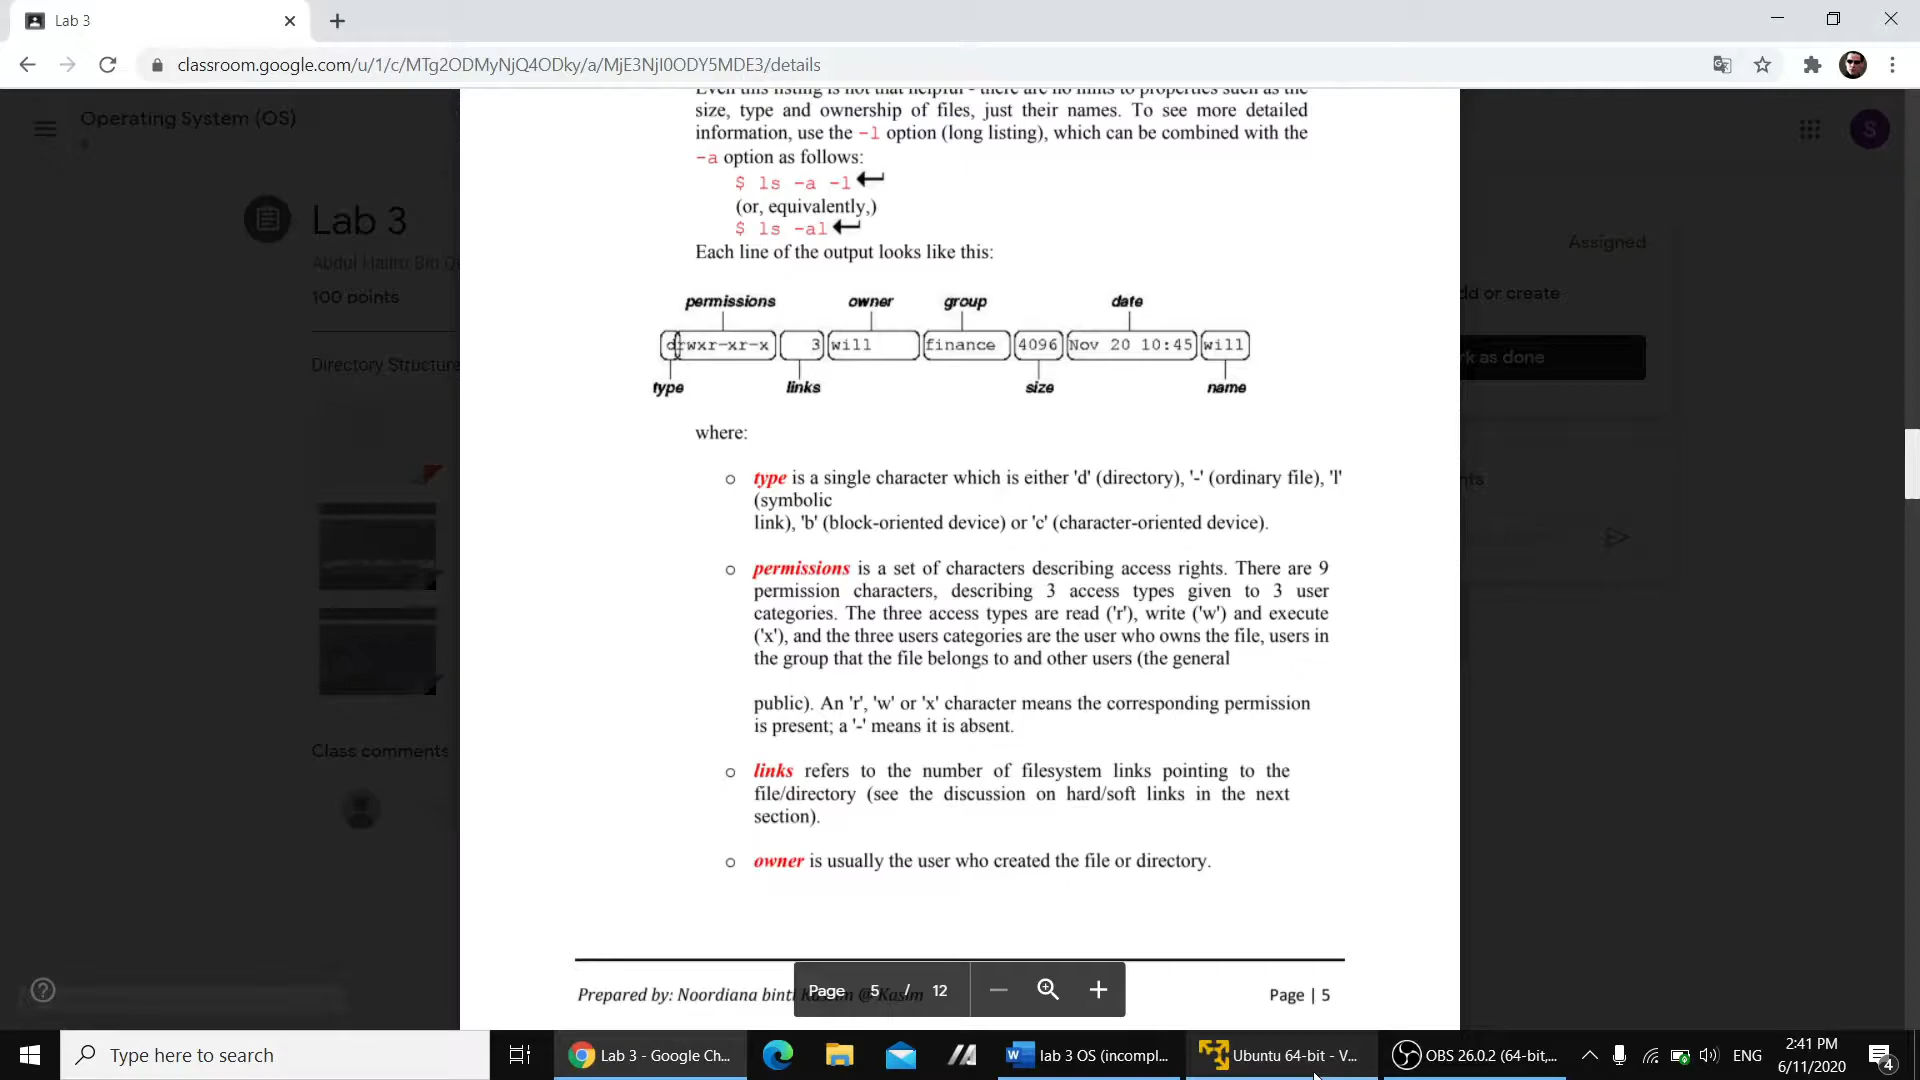 Lab 3
classroom.google.com/u/1/c/MTg2ODMyNjQ4ODky/a/MjE3NjI0ODY5MDE3/details
Operating System (OS)
S
Lab 3
100 points
Directory Structure
Class comments
Assigned
dd or create
rk as done
nts
size, type and ownership of files, just their names. To see more detailed
information, use the -l option (long listing), which can be combined with the
-a option as follows:
$ ls -a -l
(or, equivalently,)
$ ls -al
Each line of the output looks like this:
permissions owner group date
drwxr-xr-x 3 will finance 4096 Nov 20 10:45 will
type links size name
where:
type is a single character which is either 'd' (directory), '-' (ordinary file), 'l'
(symbolic
link), 'b' (block-oriented device) or 'c' (character-oriented device).
permissions is a set of characters describing access rights. There are 9
permission characters, describing 3 access types given to 3 user
categories. The three access types are read ('r'), write ('w') and execute
('x'), and the three users categories are the user who owns the file, users in
the group that the file belongs to and other users (the general
public). An 'r', 'w' or 'x' character means the corresponding permission
is present; a '-' means it is absent.
links refers to the number of filesystem links pointing to the
file/directory (see the discussion on hard/soft links in the next
section).
owner is usually the user who created the file or directory.
Prepared by: Noordiana binti Kassim @ Kasim
Page | 5
Page 5 / 12
Type here to search
Lab 3 - Google Ch...
lab 3 OS (incompl...
Ubuntu 64-bit - V...
OBS 26.0.2 (64-bit,...
ENG
2:41 PM
6/11/2020
4